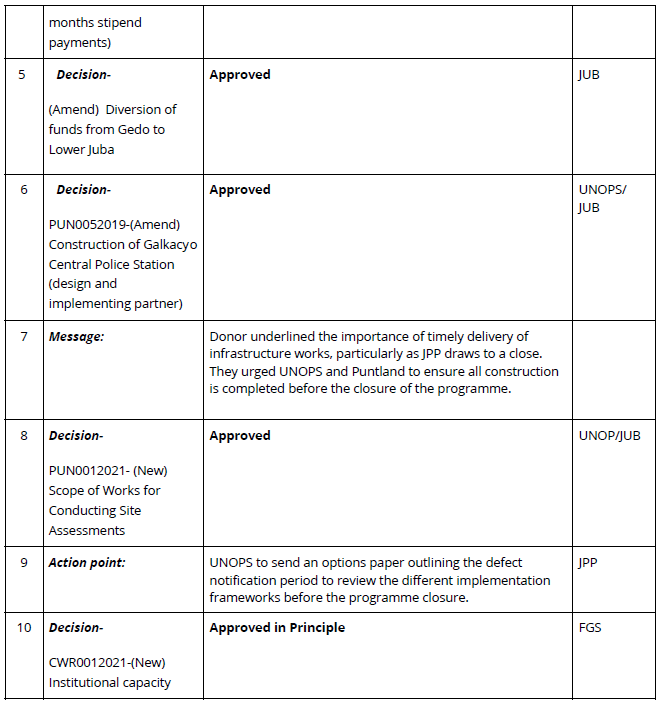 months stipend
payments)
5
Decision-
(Amend) Diversion of
funds from Gedo to
Lower Juba
Approved
JUB
6
Decision-
PUN0052019-(Amend)
Construction of Galkacyo
Central Police Station
(design and
implementing partner)
Approved
UNOPS/
JUB
7
Message:
Donor underlined the importance of timely delivery of
infrastructure works, particularly as JPP draws to a close.
They urged UNOPS and Puntland to ensure all construction
is completed before the closure of the programme.
8
Decision-
PUN0012021- (New)
Scope of Works for
Conducting Site
Assessments
Approved
UNOP/JUB
9
Action point:
UNOPS to send an options paper outlining the defect
notification period to review the different implementation
frameworks before the programme closure.
JPP
10
Decision-
CWR0012021-(New)
Institutional capacity
Approved in Principle
FGS